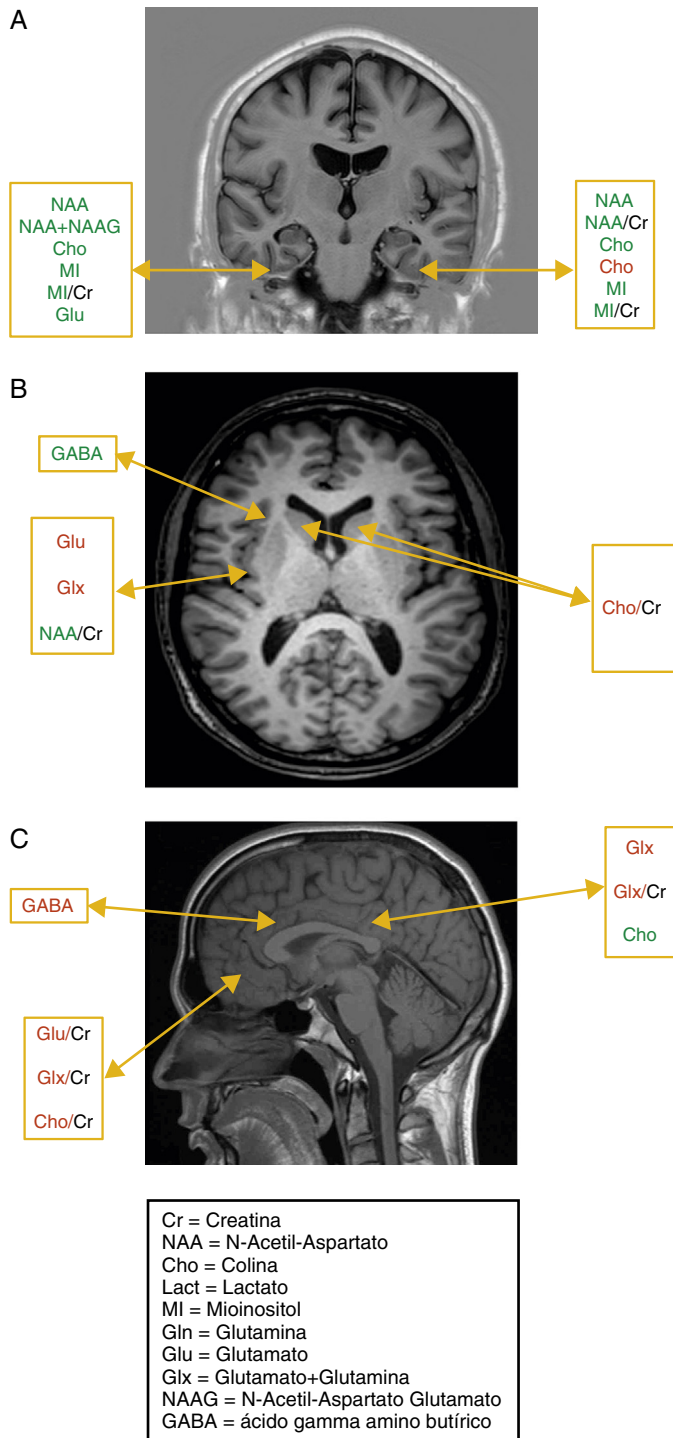 A
NAA
NAA+NAAG
Cho
MI
MI/Cr
Glu
NAA
NAA/Cr
Cho
Cho
MI
MI/Cr
B
GABA
Glu
Glx
NAA/Cr
Cho/Cr
C
GABA
Glx
Glx/Cr
Cho
Glu/Cr
Glx/Cr
Cho/Cr
Cr = Creatina
NAA = N-Acetil-Aspartato
Cho = Colina
Lact = Lactato
MI = Mioinositol
Gln = Glutamina
Glu = Glutamato
Glx = Glutamato+Glutamina
NAAG = N-Acetil-Aspartato Glutamato
GABA = ácido gamma amino butírico